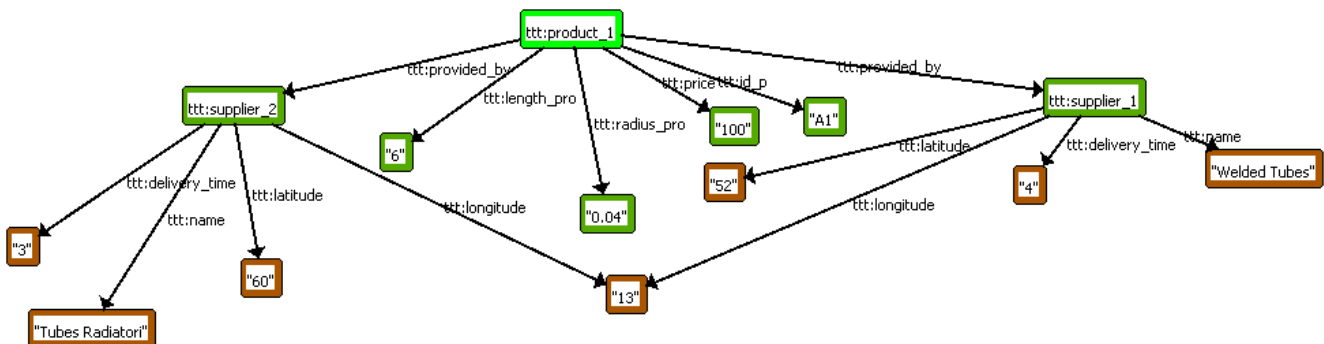 ttt:product_1
ttt:provided_by
ttt:provided_by
ttt:price
ttt:id_p
ttt:length_pro
ttt:supplier_2
ttt:supplier_1
"100"
"A1"
ttt:radius_pro
ttt:name
"6"
ttt:latitude
ttt:delivery_time
"52"
"4"
"Welded Tubes"
ttt:delivery_time
ttt:latitude
ttt:longitude
ttt:longitude
ttt:name
"0.04"
"3"
"60"
"13"
"Tubes Radiatori"